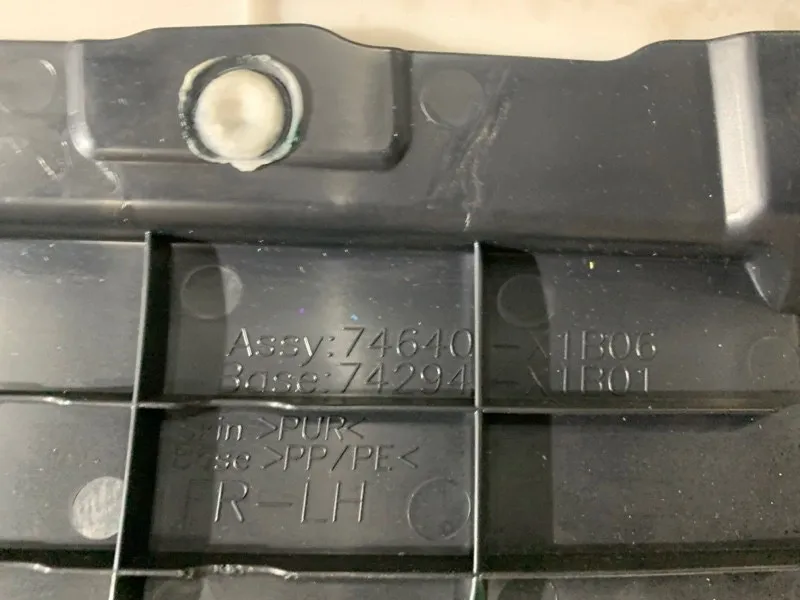 Assy:74640-X1B06
Base:74294-X1B01
Skin >PUR<
Base >PP/PE<
FR-LH